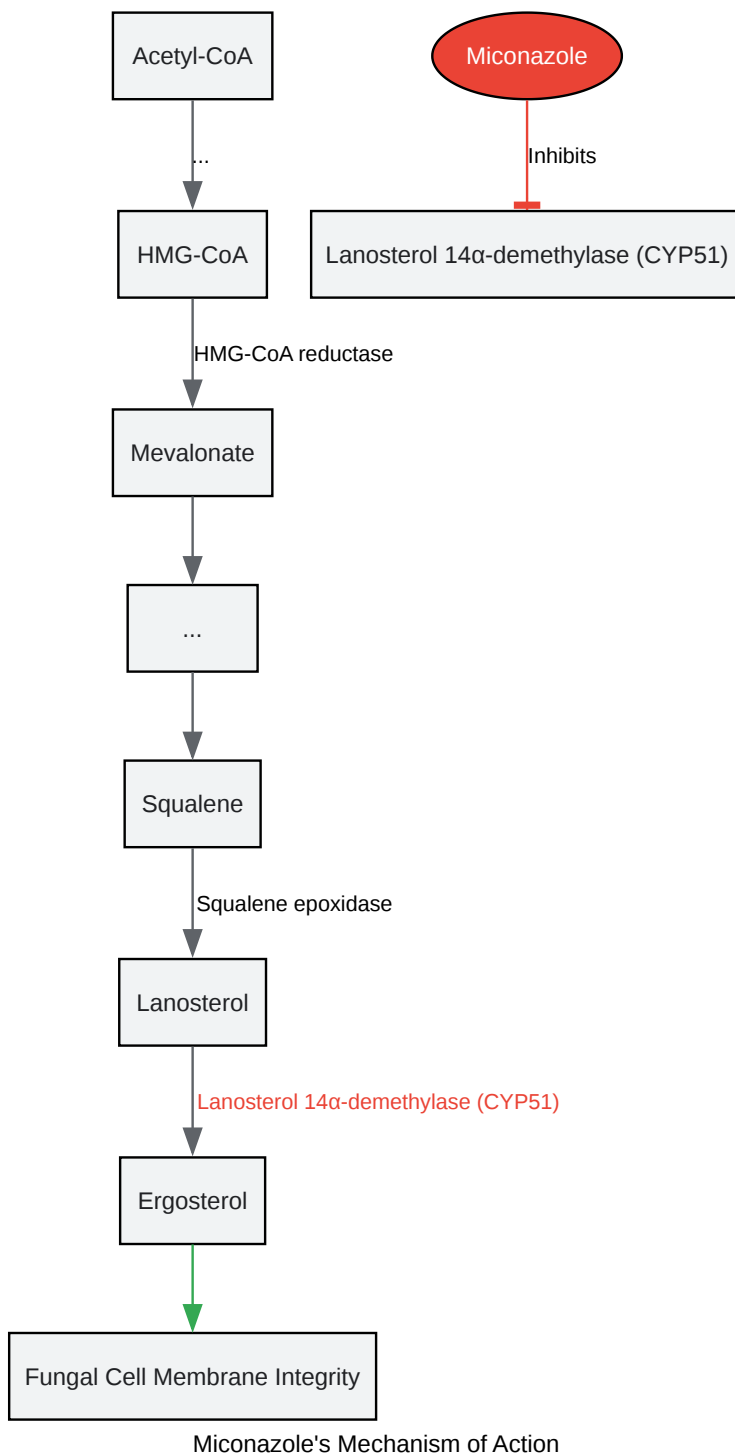 Acetyl-CoA
Miconazole
...
Inhibits
HMG-CoA
Lanosterol 14α-demethylase (CYP51)
HMG-CoA reductase
Mevalonate
...
Squalene
Squalene epoxidase
Lanosterol
Lanosterol 14α-demethylase (CYP51)
Ergosterol
Fungal Cell Membrane Integrity
Miconazole's Mechanism of Action